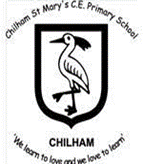 Chilham St Mary's C.E. Primary School
CHILHAM
'We learn to love and we love to learn'